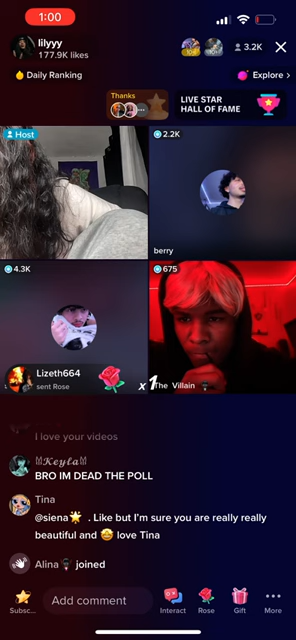 1:00
lilyyy
177.9K likes
3.2K
Daily Ranking
Explore >
Thanks
LIVE STAR
HALL OF FAME
Host
2.2K
berry
4.3K
675
Lizeth664
sent Rose
x 1
The Villain
I love your videos
𝓚𝓮𝔂𝓵𝓪
BRO IM DEAD THE POLL
Tina
@siena🌟 . Like but I'm sure you are really really
beautiful and 🤩 love Tina
Alina joined
Subsc...
Add comment
Interact
Rose
Gift
More